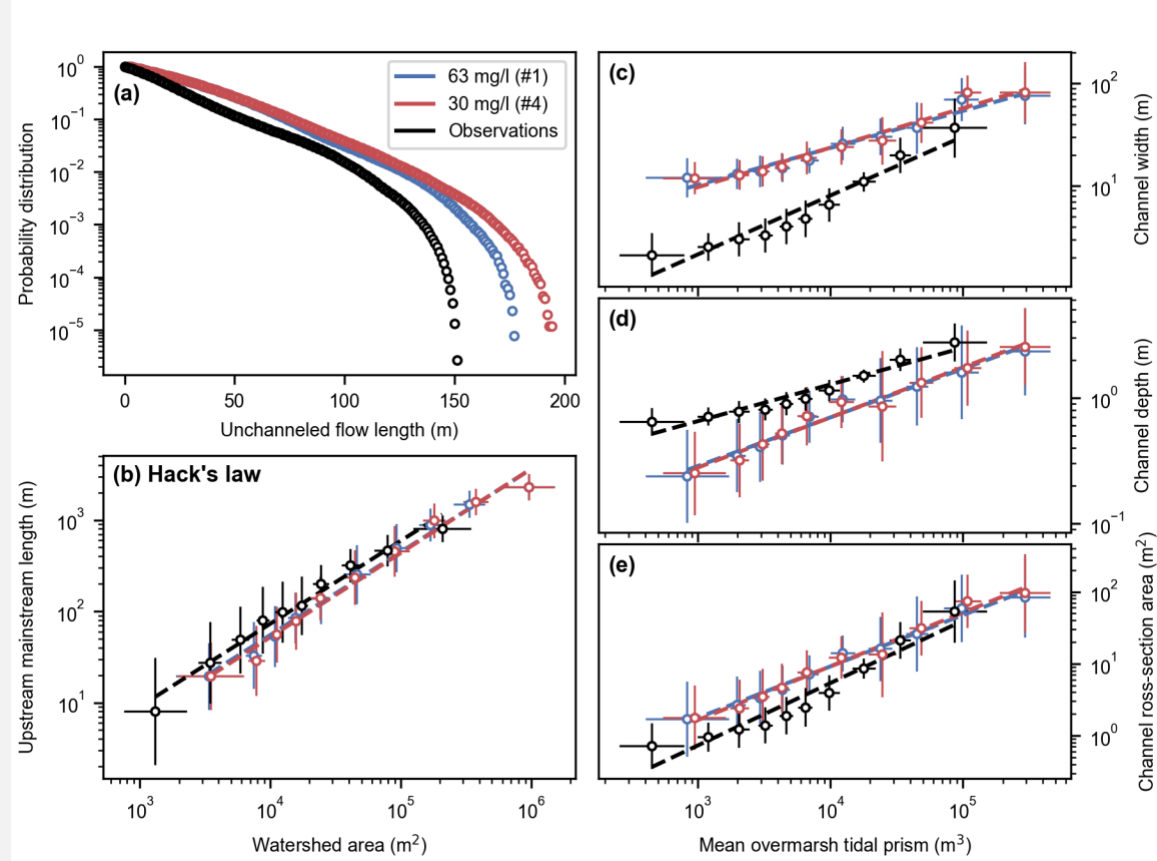 10⁰
10⁻¹
10⁻²
10⁻³
10⁻⁴
10⁻⁵
Probability distribution
(a)
63 mg/l (#1)
30 mg/l (#4)
Observations
0
50
100
150
200
Unchanneled flow length (m)
(b) Hack's law
10³
10²
10¹
Upstream mainstream length (m)
10³
10⁴
10⁵
10⁶
Watershed area (m²)
(c)
10²
10¹
Channel width (m)
(d)
10⁰
10⁻¹
Channel depth (m)
(e)
10²
10¹
10⁰
Channel ross-section area (m²)
10³
10⁴
10⁵
Mean overmarsh tidal prism (m³)